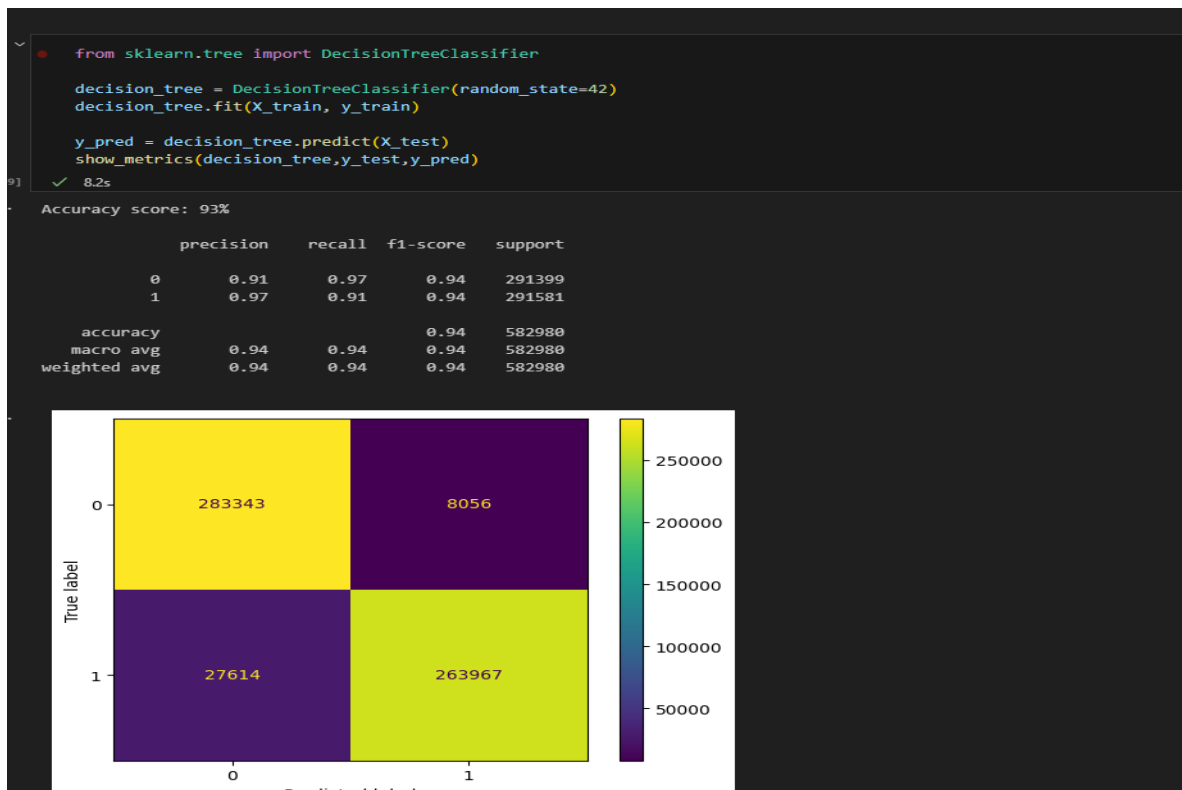 from sklearn.tree import DecisionTreeClassifier
decision_tree = DecisionTreeClassifier(random_state=42)
decision_tree.fit(X_train, y_train)
y_pred = decision_tree.predict(X_test)
show_metrics(decision_tree,y_test,y_pred)
9] 8.2s
Accuracy score: 93%
precision recall f1-score support
0 0.91 0.97 0.94 291399
1 0.97 0.91 0.94 291581
accuracy 0.94 582980
macro avg 0.94 0.94 0.94 582980
weighted avg 0.94 0.94 0.94 582980
250000
0 283343 8056
200000
True label
150000
100000
1 27614 263967
50000
0 1